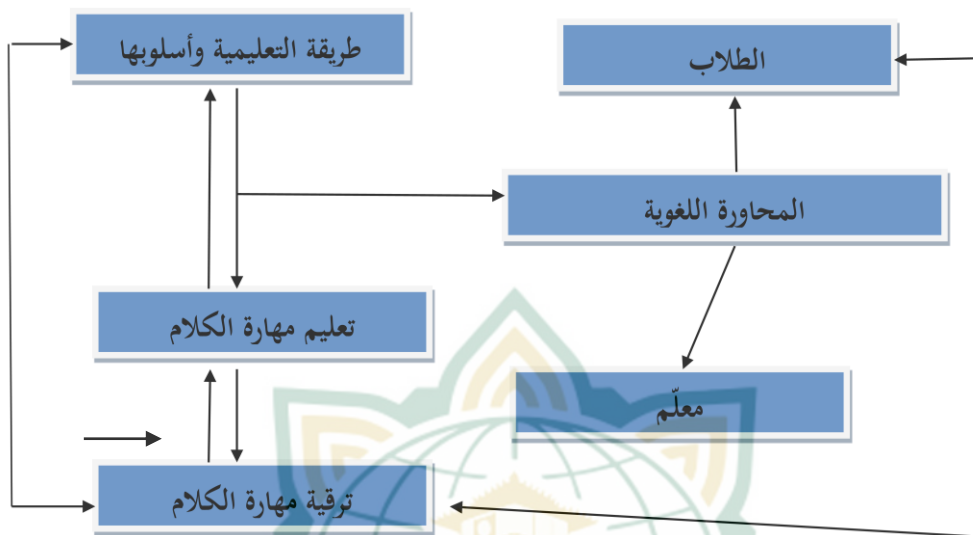 طريقة التعليمية وأسلوبها
الطلاب
المحاورة اللغوية
تعليم مهارة الكلام
معلّم
ترقية مهارة الكلام